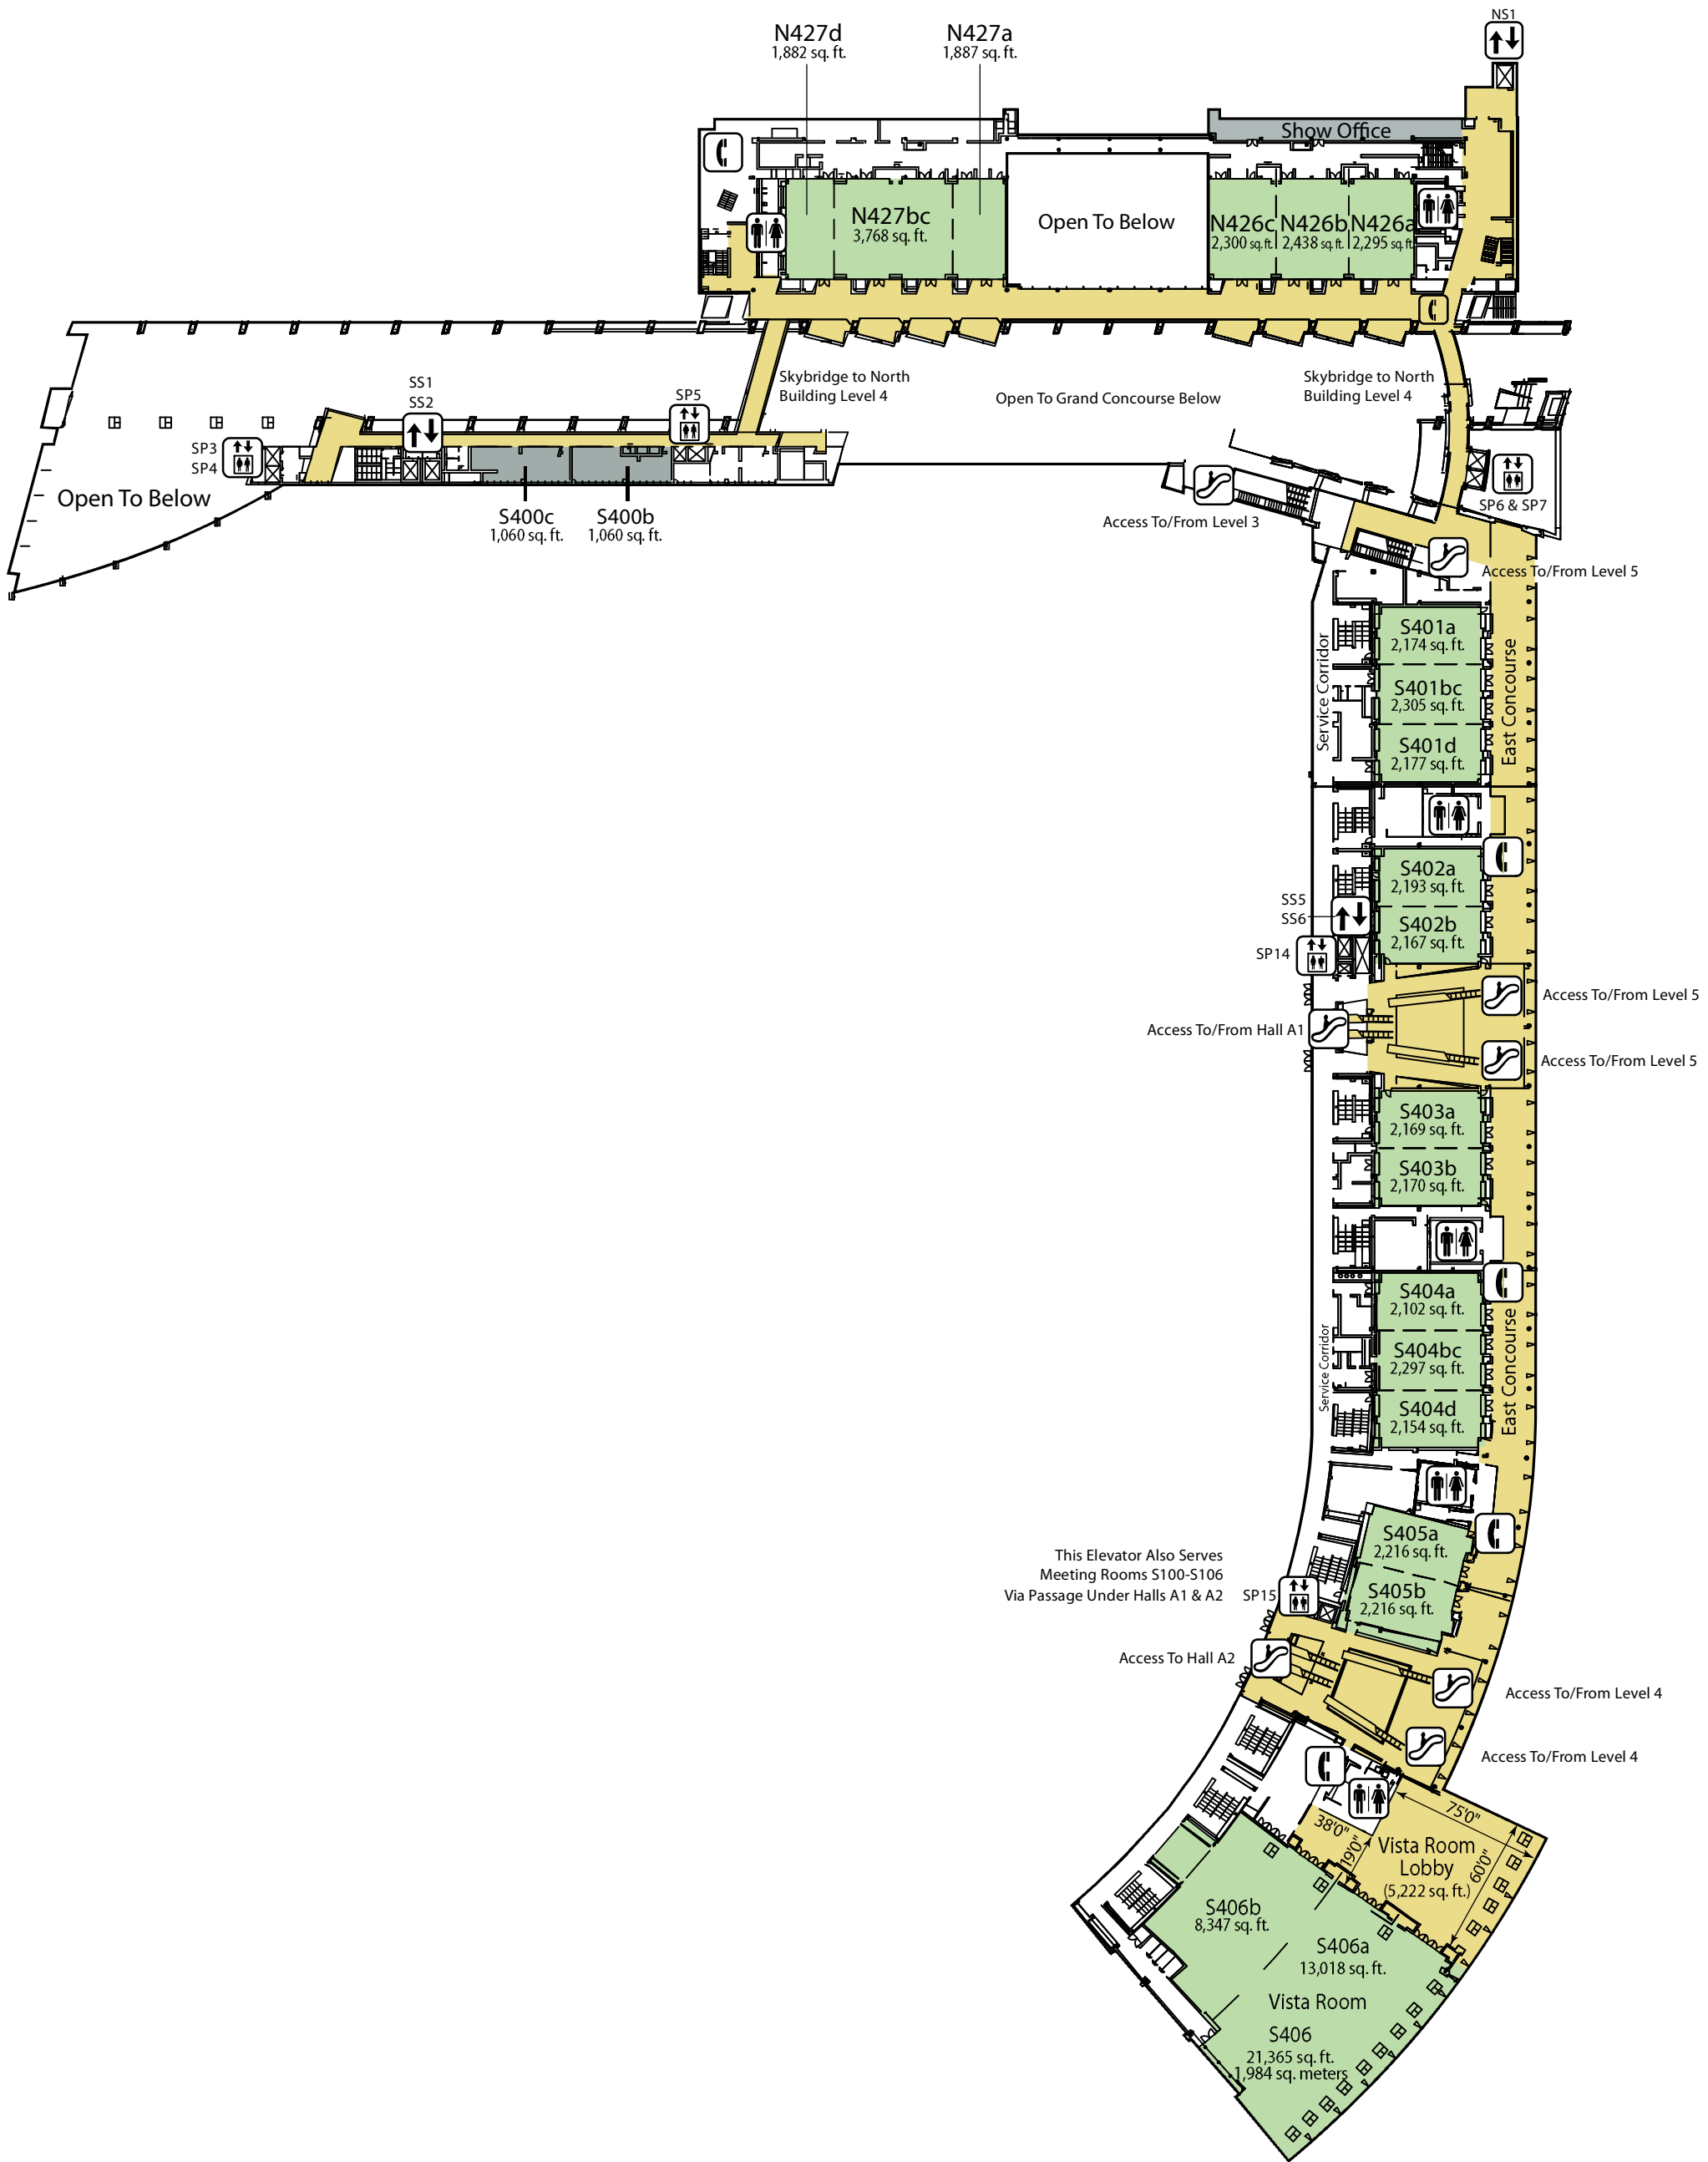 NS1
N427d
1,882 sq. ft.
N427a
1,887 sq. ft.
Show Office
N427bc
3,768 sq. ft.
Open To Below
N426c
2,300 sq. ft.
N426b
2,438 sq. ft.
N426a
2,295 sq. ft.
Skybridge to North
Building Level 4
Open To Grand Concourse Below
Skybridge to North
Building Level 4
SS1
SS2
SP5
SP3
SP4
Open To Below
S400c
1,060 sq. ft.
S400b
1,060 sq. ft.
SP6 & SP7
Access To/From Level 3
Access To/From Level 5
Service Corridor
East Concourse
S401a
2,174 sq. ft.
S401bc
2,305 sq. ft.
S401d
2,177 sq. ft.
S402a
2,193 sq. ft.
SS5
SS6
S402b
2,167 sq. ft.
SP14
Access To/From Level 5
Access To/From Hall A1
Access To/From Level 5
S403a
2,169 sq. ft.
S403b
2,170 sq. ft.
S404a
2,102 sq. ft.
S404bc
2,297 sq. ft.
S404d
2,154 sq. ft.
Service Corridor
East Concourse
S405a
2,216 sq. ft.
S405b
2,216 sq. ft.
This Elevator Also Serves
Meeting Rooms S100-S106
Via Passage Under Halls A1 & A2
SP15
Access To Hall A2
Access To/From Level 4
Access To/From Level 4
75'0"
38'0"
19'0"
60'0"
Vista Room
Lobby
(5,222 sq. ft.)
S406b
8,347 sq. ft.
S406a
13,018 sq. ft.
Vista Room
S406
21,365 sq. ft.
1,984 sq. meters